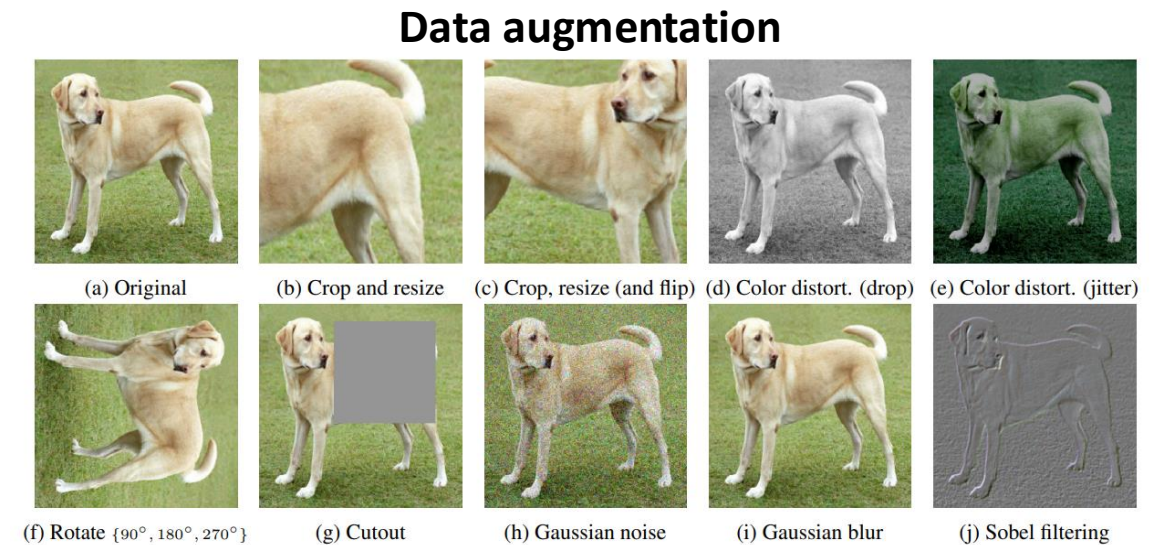 Data augmentation
(a) Original
(b) Crop and resize
(c) Crop, resize (and flip)
(d) Color distort. (drop)
(e) Color distort. (jitter)
(f) Rotate {90°, 180°, 270°}
(g) Cutout
(h) Gaussian noise
(i) Gaussian blur
(j) Sobel filtering